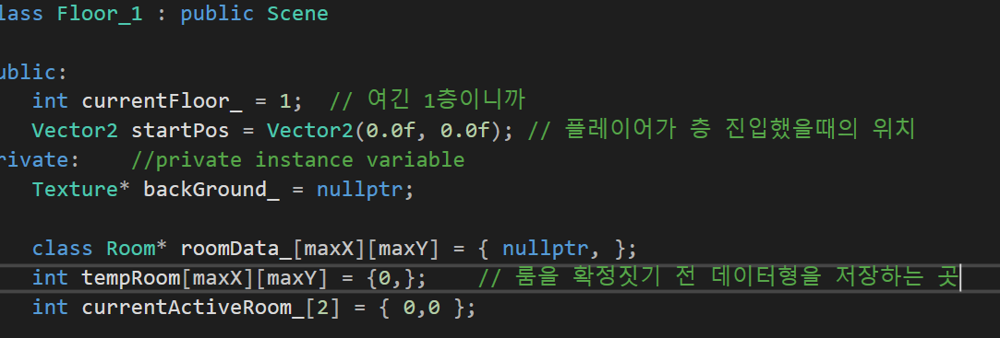 lass Floor_1 : public Scene
ublic:
int currentFloor_ = 1; // 여긴 1층이니까
Vector2 startPos = Vector2(0.0f, 0.0f); // 플레이어가 층 진입했을때의 위치
rivate: //private instance variable
Texture* backGround_ = nullptr;
class Room* roomData_[maxX][maxY] = { nullptr, };
int tempRoom[maxX][maxY] = {0,}; // 룸을 확정짓기 전 데이터형을 저장하는 곳
int currentActiveRoom_[2] = { 0,0 };